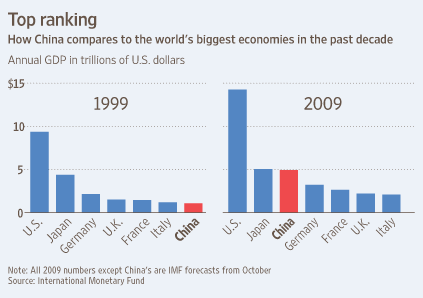 Top ranking
How China compares to the world's biggest economies in the past decade
Annual GDP in trillions of U.S. dollars
$15
10
5
0
1999
U.S.
Japan
Germany
U.K.
France
Italy
China
2009
U.S.
Japan
China
Germany
France
U.K.
Italy
Note: All 2009 numbers except China's are IMF forecasts from October
Source: International Monetary Fund